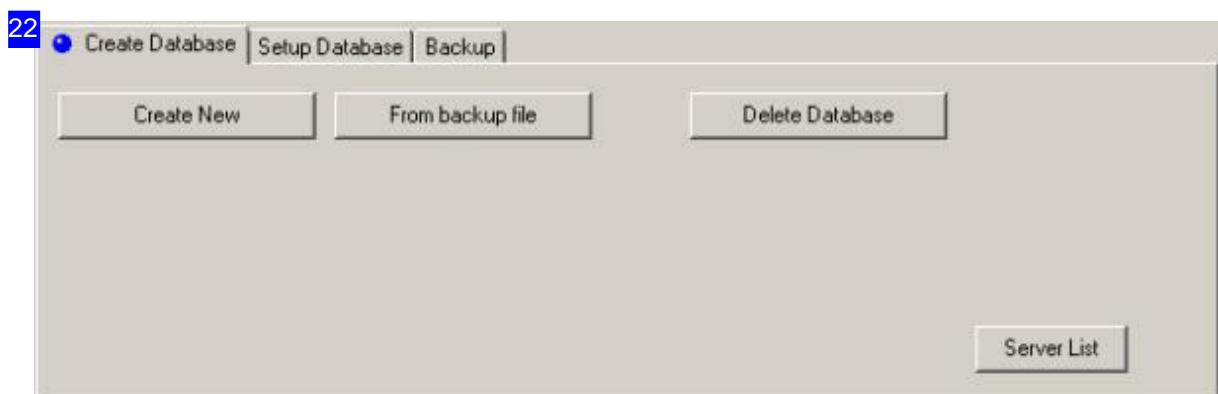 22
Create Database Setup Database Backup
Create New From backup file Delete Database
Server List